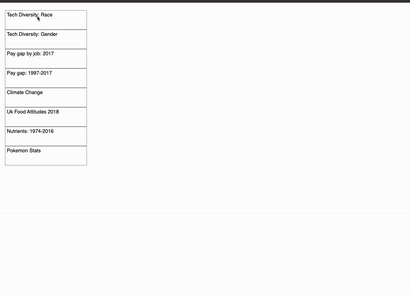 Tech Diversity: Race
Tech Diversity: Gender
Pay gap by job: 2017
Pay gap: 1997-2017
Climate Change
Uk Food Attitudes 2018
Nutrients: 1974-2016
Pokemon Stats